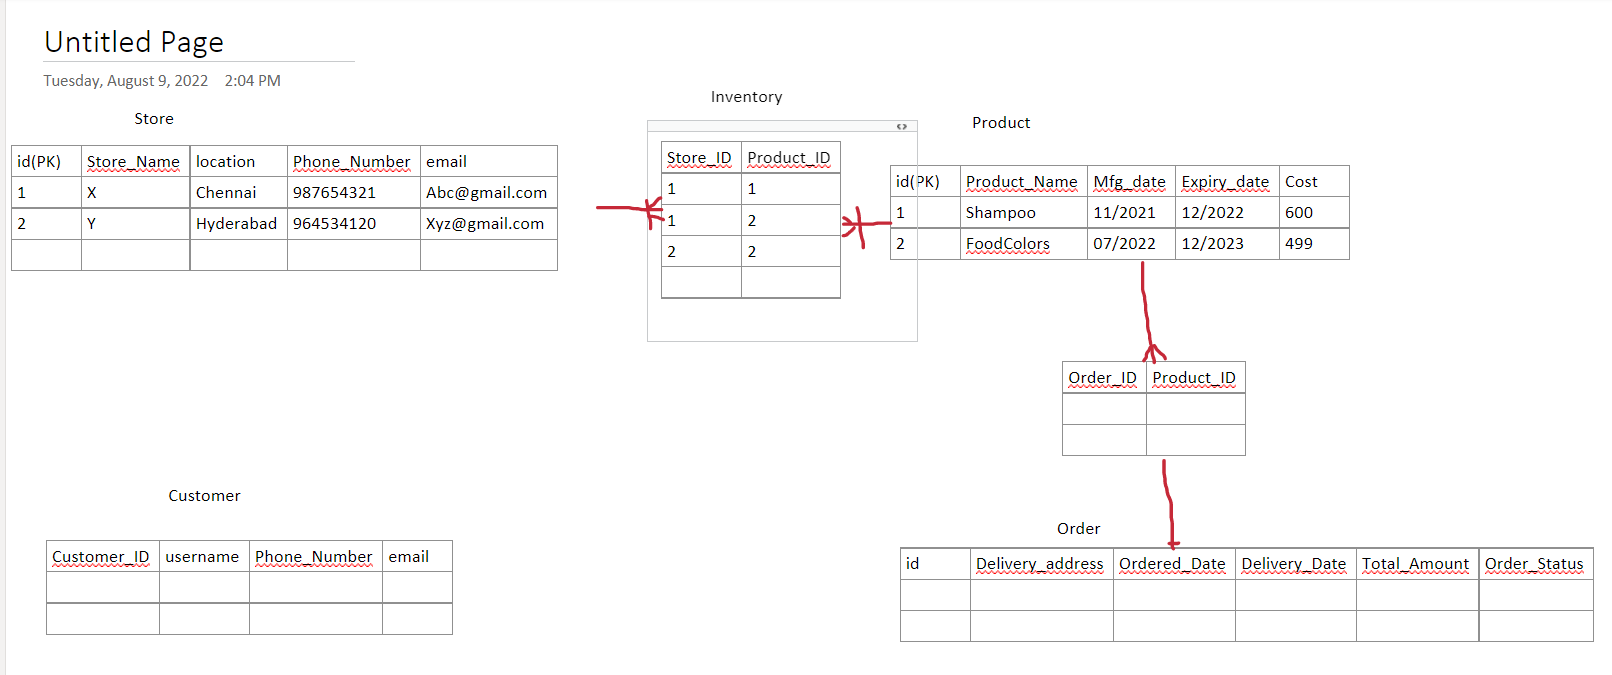 Untitled Page
Tuesday, August 9, 2022 2:04 PM
Store
id(PK) Store_Name location Phone_Number email
1 X Chennai 987654321 Abc@gmail.com
2 Y Hyderabad 964534120 Xyz@gmail.com
Inventory
Store_ID Product_ID
1 1
1 2
2 2
Product
id(PK) Product_Name Mfg_date Expiry_date Cost
1 Shampoo 11/2021 12/2022 600
2 FoodColors 07/2022 12/2023 499
Order_ID Product_ID
Customer
Customer_ID username Phone_Number email
Order
id Delivery_address Ordered_Date Delivery_Date Total_Amount Order_Status